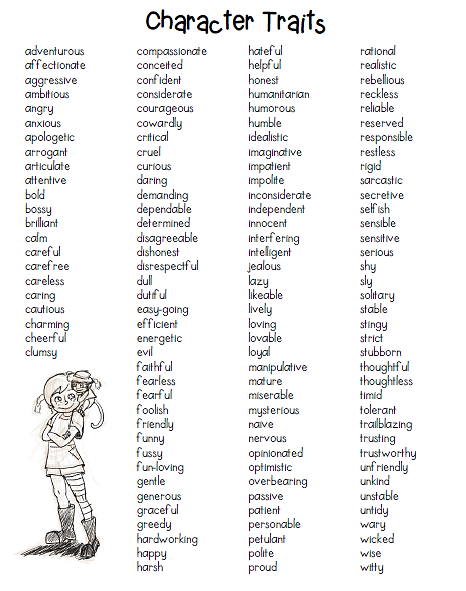 Character Traits
adventurous
affectionate
aggressive
ambitious
angry
anxious
apologetic
arrogant
articulate
attentive
bold
bossy
brilliant
calm
careful
carefree
careless
caring
cautious
charming
cheerful
clumsy
compassionate
conceited
confident
considerate
courageous
cowardly
critical
cruel
curious
daring
demanding
dependable
determined
disagreeable
dishonest
disrespectful
dull
dutiful
easy-going
efficient
energetic
evil
faithful
fearless
fearful
foolish
friendly
funny
fussy
fun-loving
gentle
generous
graceful
greedy
hardworking
happy
harsh
hateful
helpful
honest
humanitarian
humorous
humble
idealistic
imaginative
impatient
impolite
inconsiderate
independent
innocent
interfering
intelligent
jealous
lazy
likeable
lively
loving
lovable
loyal
manipulative
mature
miserable
mysterious
naive
nervous
opinionated
optimistic
overbearing
passive
patient
personable
petulant
polite
proud
rational
realistic
rebellious
reckless
reliable
reserved
responsible
restless
rigid
sarcastic
secretive
selfish
sensible
sensitive
serious
shy
sly
solitary
stable
stingy
strict
stubborn
thoughtful
thoughtless
timid
tolerant
trailblazing
trusting
trustworthy
unfriendly
unkind
unstable
untidy
wary
wicked
wise
witty